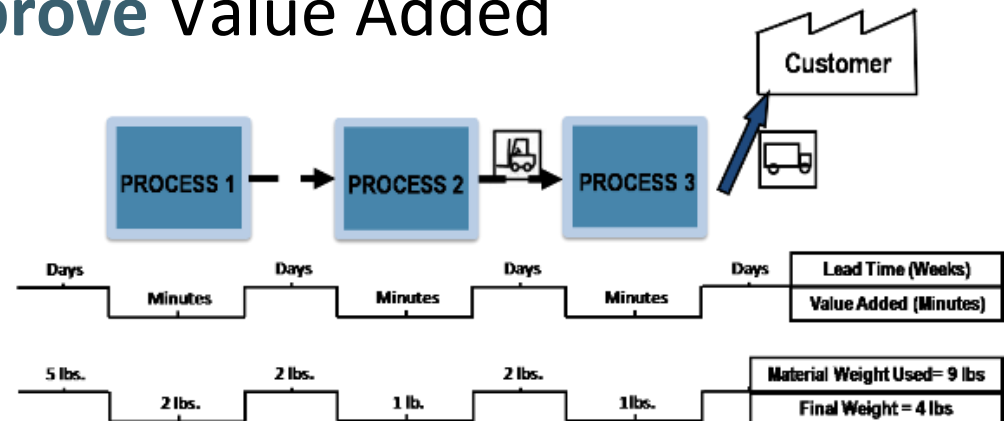 prove Value Added
Customer
PROCESS 1
PROCESS 2
PROCESS 3
Days
Days
Days
Days
Lead Time (Weeks)
Minutes
Minutes
Minutes
Value Added (Minutes)
5 lbs.
2 lbs.
2 lbs.
Material Weight Used= 9 lbs
2 lbs.
1 lb.
1lbs.
Final Weight = 4 lbs